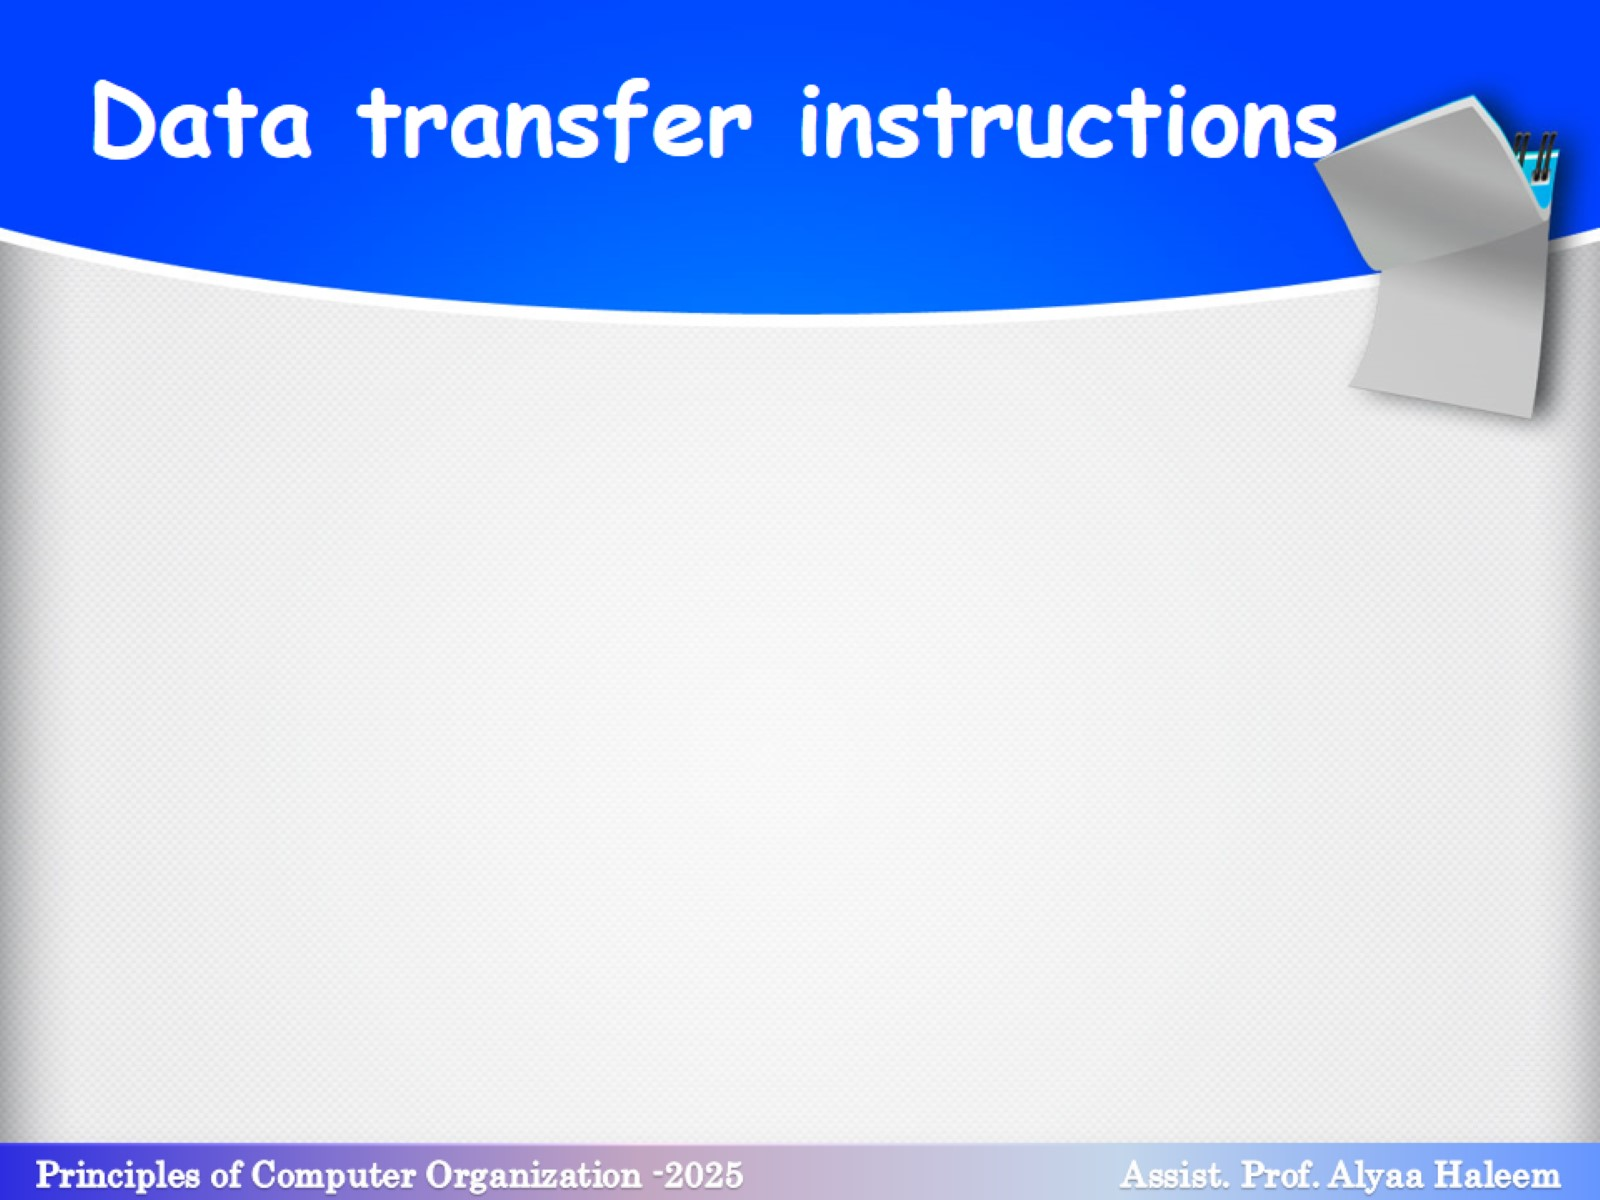 Data transfer instructions
Principles of Computer Organization -2025
Assist. Prof. Alyaa Haleem